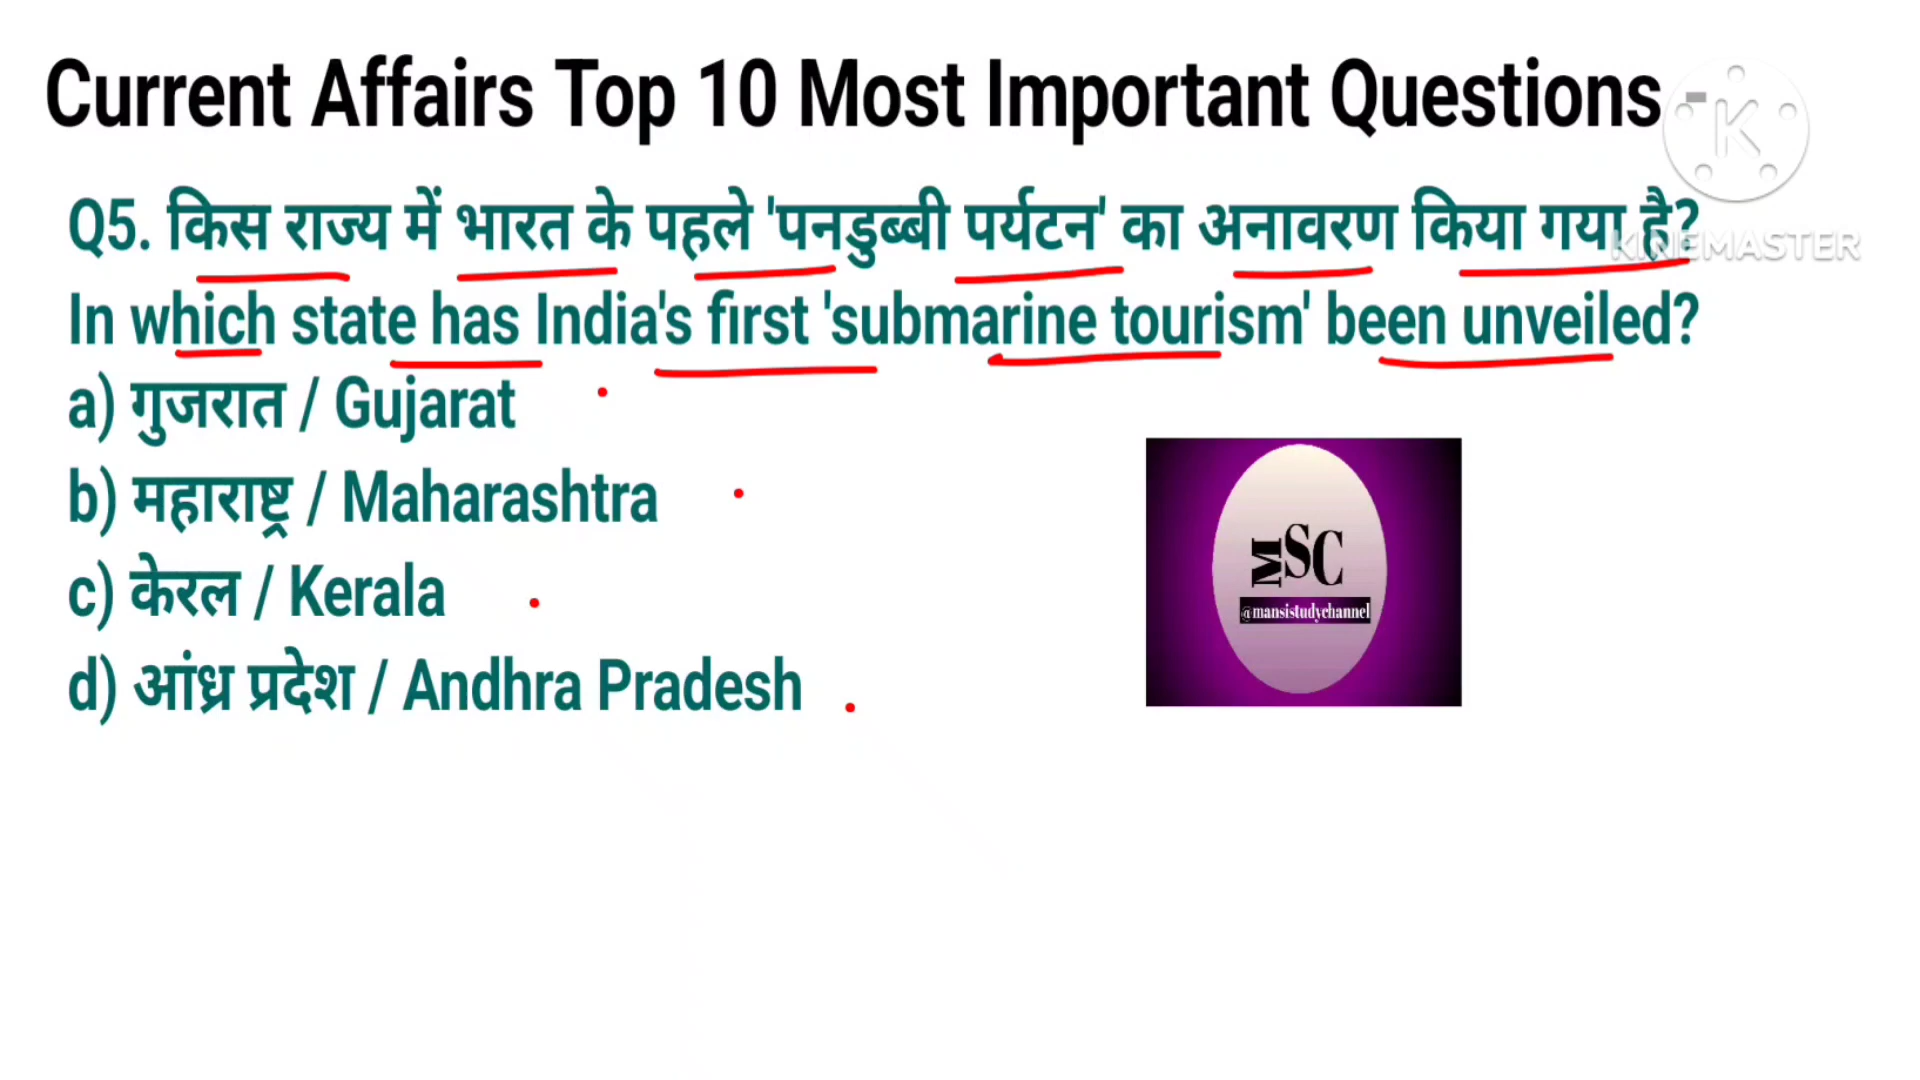 Current Affairs Top 10 Most Important Questions -
K
KINEMASTER
Q5. किस राज्य में भारत के पहले 'पनडुब्बी पर्यटन' का अनावरण किया गया है?
In which state has India's first 'submarine tourism' been unveiled?
a) गुजरात / Gujarat
b) महाराष्ट्र / Maharashtra
c) केरल / Kerala
d) आंध्र प्रदेश / Andhra Pradesh
MSC
@mansistudychannel